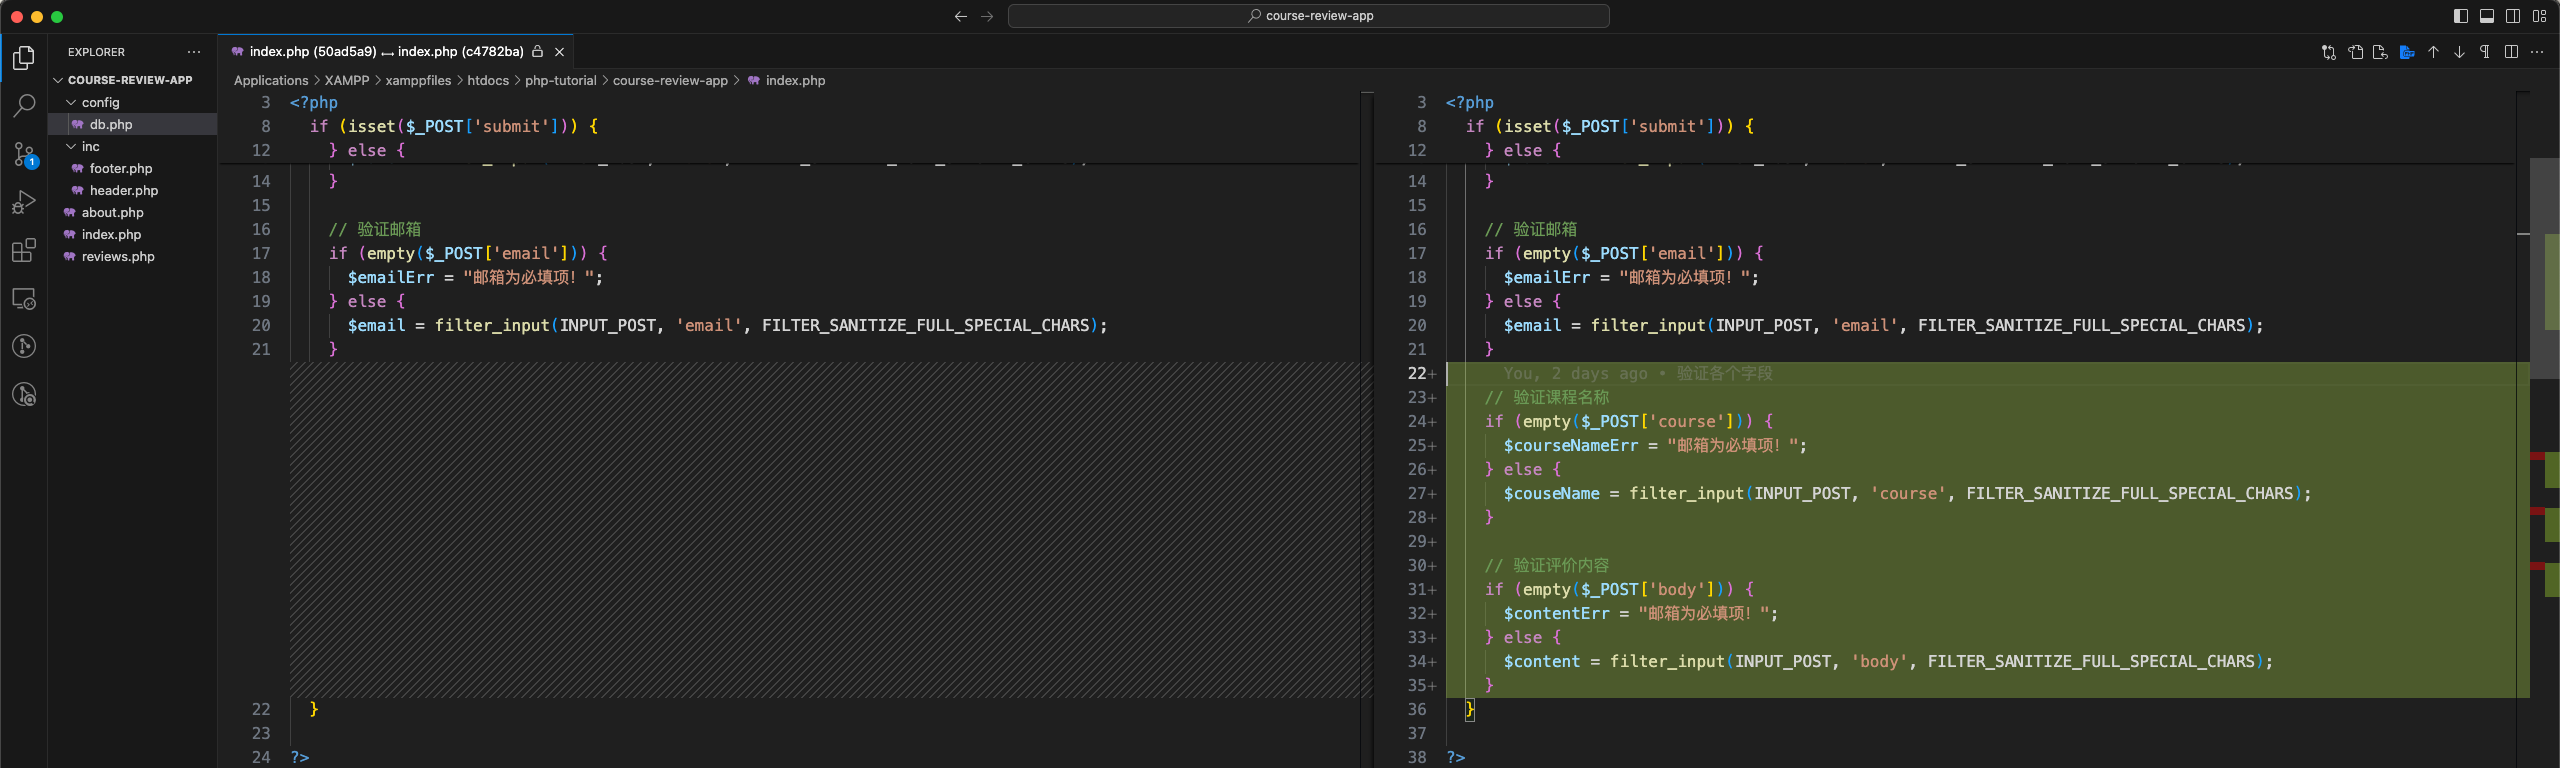 course-review-app
EXPLORER
index.php (50ad5a9) ↔ index.php (c4782ba)
COURSE-REVIEW-APP
config
db.php
inc
footer.php
header.php
about.php
index.php
reviews.php
1
Applications > XAMPP > xamppfiles > htdocs > php-tutorial > course-review-app > index.php
3 <?php
8 if (isset($_POST['submit'])) {
12 } else {
14 }
15
16 // 验证邮箱
17 if (empty($_POST['email'])) {
18 $emailErr = "邮箱为必填项！";
19 } else {
20 $email = filter_input(INPUT_POST, 'email', FILTER_SANITIZE_FULL_SPECIAL_CHARS);
21 }
22 }
23
24 ?>
3 <?php
8 if (isset($_POST['submit'])) {
12 } else {
14 }
15
16 // 验证邮箱
17 if (empty($_POST['email'])) {
18 $emailErr = "邮箱为必填项！";
19 } else {
20 $email = filter_input(INPUT_POST, 'email', FILTER_SANITIZE_FULL_SPECIAL_CHARS);
21 }
22+ You, 2 days ago • 验证各个字段
23+ // 验证课程名称
24+ if (empty($_POST['course'])) {
25+ $courseNameErr = "邮箱为必填项！";
26+ } else {
27+ $couseName = filter_input(INPUT_POST, 'course', FILTER_SANITIZE_FULL_SPECIAL_CHARS);
28+ }
29+
30+ // 验证评价内容
31+ if (empty($_POST['body'])) {
32+ $contentErr = "邮箱为必填项！";
33+ } else {
34+ $content = filter_input(INPUT_POST, 'body', FILTER_SANITIZE_FULL_SPECIAL_CHARS);
35+ }
36 }
37
38 ?>